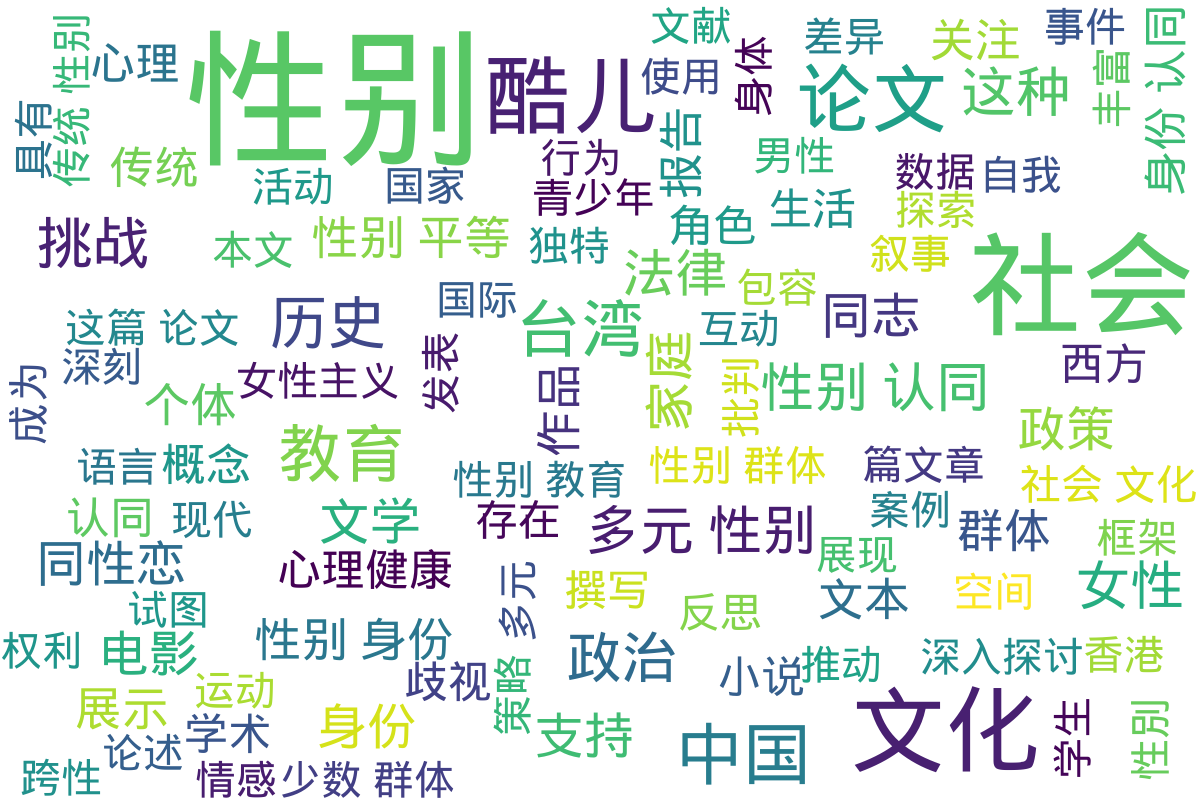 性别
心理
性别
酷儿
文献
使用
身体
差异
论文
关注
这种
事件
丰富
身份 认同
具有
传统
传统
活动
国家
行为
青少年
报告
男性
角色
生活
数据
自我
探索
叙事
挑战
本文
性别 平等
独特
法律
包容
社会
这篇 论文
深刻
历史
国际
台湾
互动
同志
西方
成为
个体
女性主义
发表
作品
家庭
批判
性别 认同
政策
语言
概念
教育
性别 教育
性别 群体
篇文章
社会 文化
认同
现代
文学
存在
多元 性别
案例
群体
框架
同性恋
心理健康
多元
撰写
反思
展现
文本
空间
女性
试图
权利
电影
性别 身份
歧视
政治
小说
推动
深入探讨
香港
展示
运动
学术
论述
身份
策略
支持
中国
文化
学生
性别
跨性
情感
少数 群体